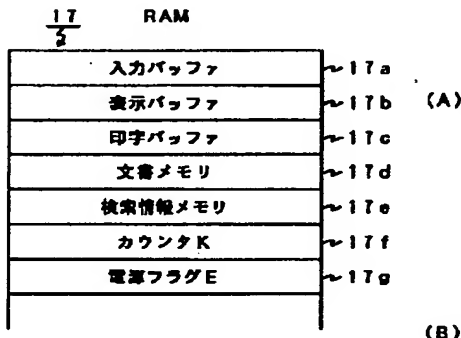 17 RAM
入力バッファ 17a
表示バッファ 17b (A)
印字バッファ 17c
文書メモリ 17d
検索情報メモリ 17e
カウンタK 17f
電源フラグE 17g
(B)